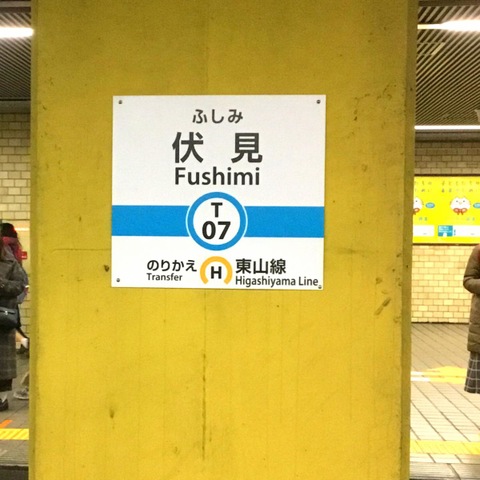 ふしみ
伏見
Fushimi
T
07
のりかえ
Transfer
H
東山線
Higashiyama Line